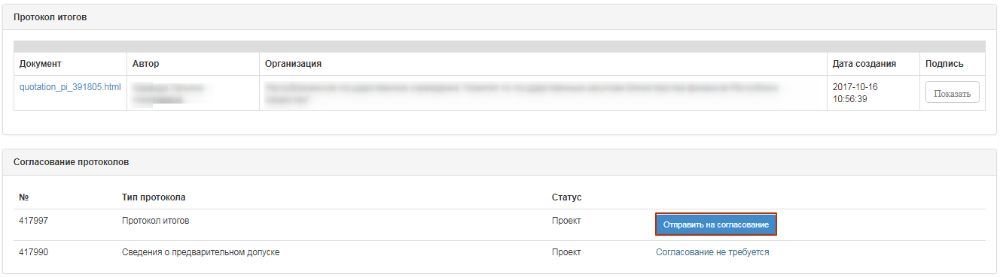 Протокол итогов
Документ Автор Организация Дата создания Подпись
quotation_pi_391805.html 2017-10-16 10:56:39 Показать
Согласование протоколов
№ Тип протокола Статус
417997 Протокол итогов Проект Отправить на согласование
417990 Сведения о предварительном допуске Проект Согласование не требуется